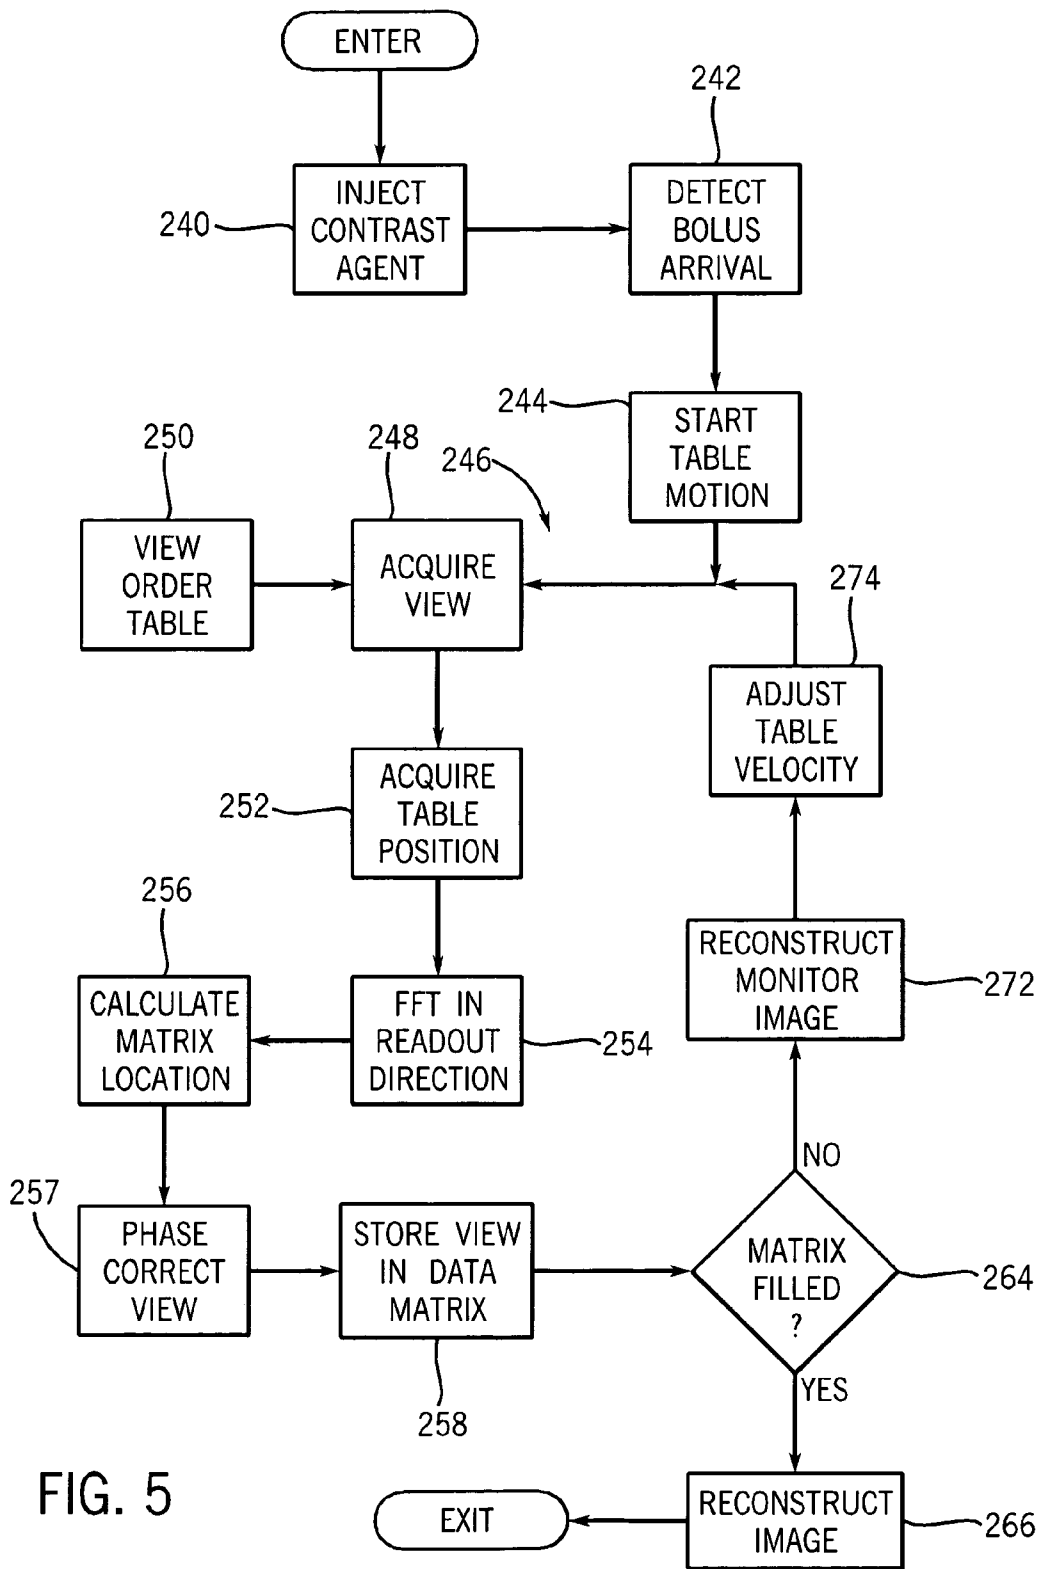 ENTER
242
INJECT
CONTRAST
AGENT
240
DETECT
BOLUS
ARRIVAL
244
START
TABLE
MOTION
250
248
246
VIEW
ORDER
TABLE
ACQUIRE
VIEW
274
ADJUST
TABLE
VELOCITY
252
ACQUIRE
TABLE
POSITION
256
RECONSTRUCT
MONITOR
IMAGE
272
CALCULATE
MATRIX
LOCATION
FFT IN
READOUT
DIRECTION
254
NO
257
PHASE
CORRECT
VIEW
STORE VIEW
IN DATA
MATRIX
258
MATRIX
FILLED
?
264
YES
FIG. 5
EXIT
RECONSTRUCT
IMAGE
266